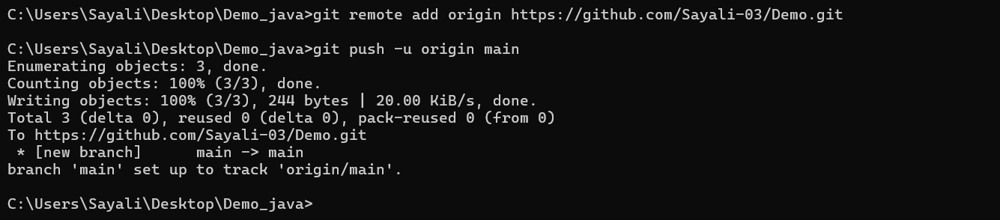 C:\Users\Sayali\Desktop\Demo_java>git remote add origin https://github.com/Sayali-03/Demo.git
C:\Users\Sayali\Desktop\Demo_java>git push -u origin main
Enumerating objects: 3, done.
Counting objects: 100% (3/3), done.
Writing objects: 100% (3/3), 244 bytes | 20.00 KiB/s, done.
Total 3 (delta 0), reused 0 (delta 0), pack-reused 0 (from 0)
To https://github.com/Sayali-03/Demo.git
 * [new branch]      main -> main
branch 'main' set up to track 'origin/main'.
C:\Users\Sayali\Desktop\Demo_java>